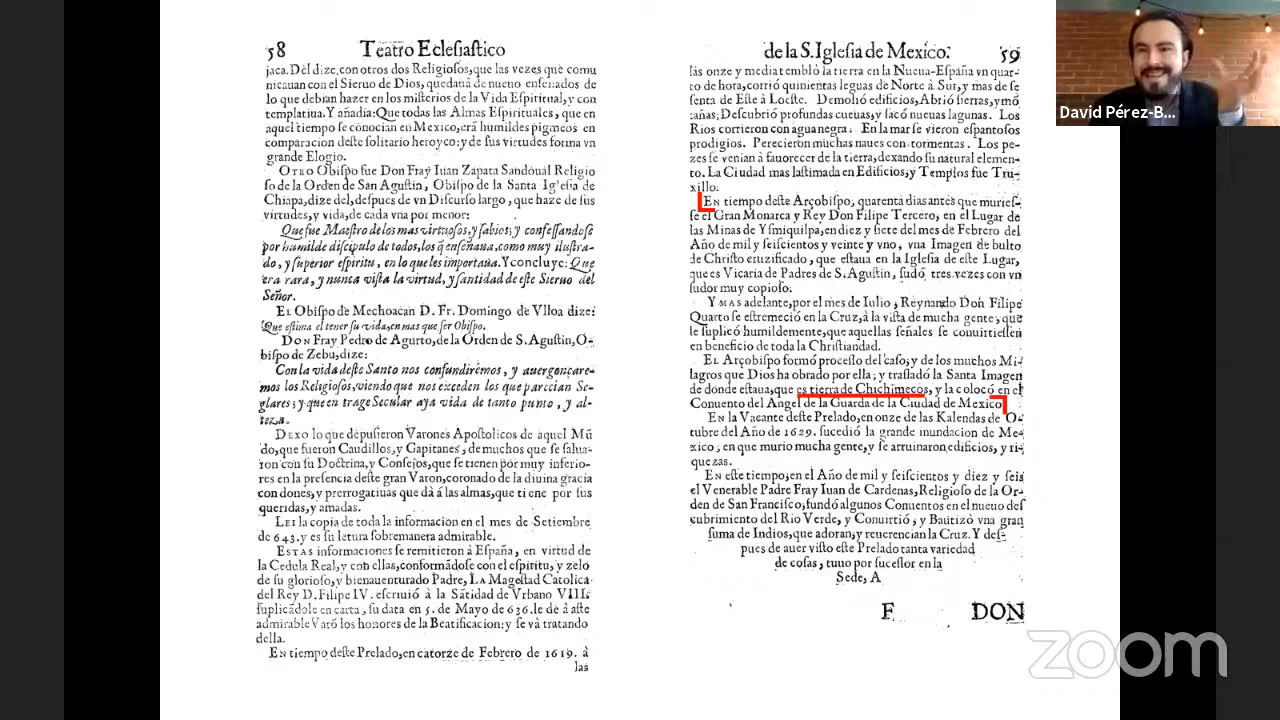 58 Teatro Eclesiaſtico
jaca. Del dize, con otros dos Religioſos, que las vezes que comu
nicauan con el Sieruo de Dios, quedauã de nueuo enſeñados de
lo que debian hazer en los miſterios de la Vida Eſpiritual, y con
templatiua. Y añadia: Que todas las Almas Eſpirituales, que en
aquel tiempo ſe conocian en Mexico, erã humildes pigmeos en
comparacion deſte ſolitario heroyco: y de ſus virtudes forma vn
grande Elogio.
OTRO Obiſpo fue Don Fray Iuan Zapata Sandoual Religio
ſo de la Orden de San Aguſtin, Obiſpo de la Santa Igleſia de
Chiapa, dize del, deſpues de vn Diſcurso largo, que haze de ſus
virtudes, y vida, de cada vna por menor:
Que fue Maeſtro de los mas virtuoſos, y ſabios; y confeſſandoſe
por humilde diſcipulo de todos, los q̃ enſeñaua, como muy iluſtra-
do, y ſuperior eſpiritu, en lo que les importaua. Y concluye: Que
era rara, y nunca viſta la virtud, y ſantidad de eſte Sieruo del
Señor.
EL Obiſpo de Mechoacan D. Fr. Domingo de Vlloa dize:
Que eſtima el tener ſu vida, en mas que ſer Obiſpo.
DON Fray Pedro de Agurto, de la Orden de S. Aguſtin, O-
biſpo de Zebu, dize:
Con la vida deſte Santo nos confundirèmos, y auergonçare-
mos los Religioſos, viendo que nos exceden los que parecian Se-
glares; y que en trage Secular aya vida de tanto punto, y al-
teza.
DEXO lo que depuſieron Varones Apoſtolicos de aquel Mũ
do, que fueron Caudillos, y Capitanes, de muchos que ſe ſalua-
ron con ſu Doctrina, y Conſejos, que ſe tienen por muy inferio-
res en la preſencia deſte gran Varon, coronado de la diuina gracia
con dones, y prerrogatiuas que dà à las almas, que tiene por ſus
queridas, y amadas.
LEI la copia de toda la informacion en el mes de Setiembre
de 643. y es ſu letura ſobremanera admirable.
ESTAS informaciones ſe remitieron à Eſpaña, en virtud de
la Cedula Real, y con ellas, conformãdoſe con el eſpiritu, y zelo
de ſu glorioſo, y bienauenturado Padre, LA Mageſtad Catolica
del Rey D. Filipe IV. eſcriuiò à la Sãtidad de Vrbano VIII.
ſuplicãdole en carta, ſu data en 5. de Mayo de 636. le de à aſte
admirable Varõ los honores de la Beatificacion: y ſe và tratando
della.
EN tiempo deſte Prelado, en catorze de Febrero de 1619. à
las
de la S. Igleſia de Mexico. 59
las onze y media temblò la tierra en la Nueua-Eſpaña vn quar-
to de hora, corriò quinientas leguas de Norte à Sur, y mas de ſe
ſenta de Eſte à Loeſte. Demoliò edificios, Abriò ſierras, y mõ
tañas; Deſcubriò profundas cueuas, y ſacò nueuas lagunas. Los
Rios corrieron con agua negra. En la mar ſe vieron eſpantoſos
prodigios. Perecieron muchas naues con tormentas. Los pe-
zes ſe venian à fauorecer de la tierra, dexando ſu natural elemen-
to. La Ciudad mas laſtimada en Edificios, y Templos fue Tru-
xillo.
EN tiempo deſte Arçobiſpo, quarenta dias antes que murieſ-
ſe el Gran Monarca y Rey Don Filipe Tercero, en el Lugar de
las Minas de Yſmiquilpa, en diez y ſiete del mes de Febrero del
Año de mil y ſeiſcientos y veinte y vno, vna Imagen de bulto
de Chriſto cruzificado, que eſtaua en la Igleſia de eſte Lugar,
que es Vicaria de Padres de S. Aguſtin, ſudò tres vezes con vn
ſudor muy copioſo.
Y MAS adelante, por el mes de Iulio, Reynando Don Filipe
Quarto ſe eſtremeciò en la Cruz, à la viſta de mucha gente, que
le ſuplicò humildemente, que aquellas ſeñales ſe conuirtieſſen
en beneficio de toda la Chriſtiandad.
EL Arçobiſpo formò proceſſo del caſo, y de los muchos Mi-
lagros que Dios ha obrado por ella; y trasladò la Santa Imagen
de donde eſtaua, que es tierra de Chichimecos, y la colocò en el
Conuento del Angel de la Guarda de la Ciudad de Mexico
EN la Vacante deſte Prelado, en onze de las Kalendas de O-
tubre del Año de 1629. ſucediò la grande inundacion de Me-
xico, en que murio mucha gente, y ſe arruinaron edificios, y ri-
quezas.
EN eſte tiempo, en el Año de mil y ſeiſcientos y diez y ſeis
el Venerable Padre Fray Iuan de Cardenas, Religioſo de la Or-
den de San Franciſco, fundò algunos Conuentos en el nueuo deſ
cubrimiento del Rio Verde, y Conuirtiò, y Bautizò vna gran
ſuma de Indios, que adoran, y reuerencian la Cruz. Y deſ-
pues de auer viſto eſte Prelado tanta variedad
de coſas, tuuo por ſuceſſor en la
Sede, A
F DON
David Pérez-B...
zoom